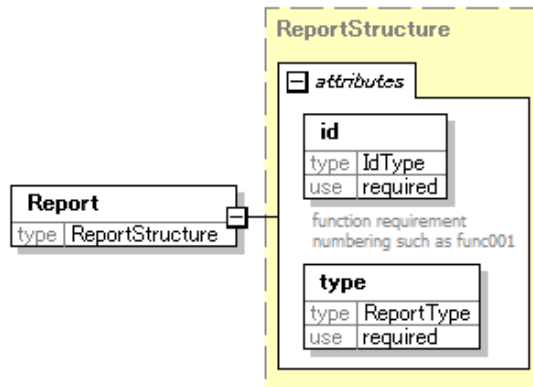 ReportStructure
attributes
id
type IdType
use required
function requirement
numbering such as func001
Report
type ReportStructure
type
type ReportType
use required